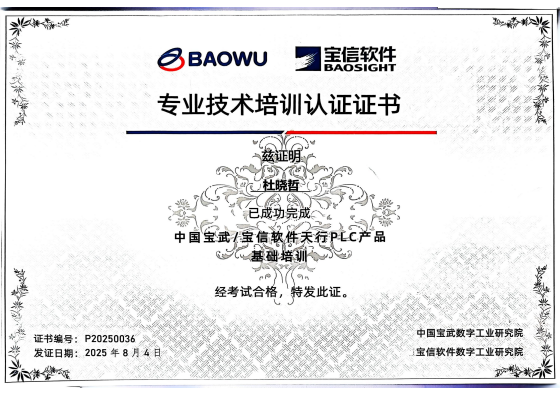 BAOWU 宝信软件
BAOSIGHT
专业技术培训认证证书
兹证明
杜晓哲
已成功完成
中国宝武/宝信软件天行PLC产品
基础培训
经考试合格，特发此证。
证书编号： P20250036
发证日期： 2025 年 8 月 4 日
中国宝武数字工业研究院
宝信软件数字工业研究院